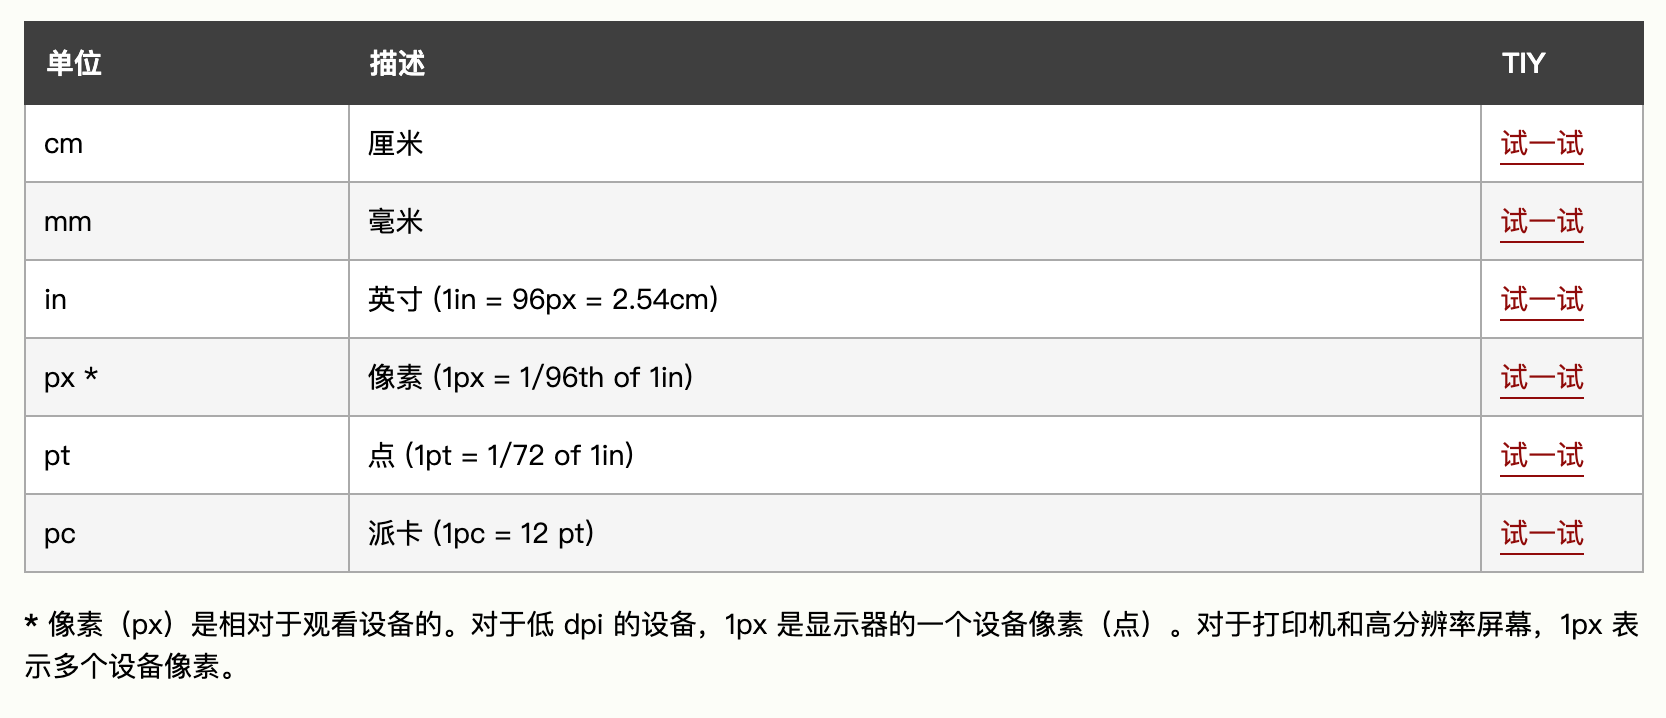 单位 描述 TIY
cm 厘米 试一试
mm 毫米 试一试
in 英寸 (1in = 96px = 2.54cm) 试一试
px * 像素 (1px = 1/96th of 1in) 试一试
pt 点 (1pt = 1/72 of 1in) 试一试
pc 派卡 (1pc = 12 pt) 试一试
* 像素（px）是相对于观看设备的。对于低 dpi 的设备，1px 是显示器的一个设备像素（点）。对于打印机和高分辨率屏幕，1px 表
示多个设备像素。